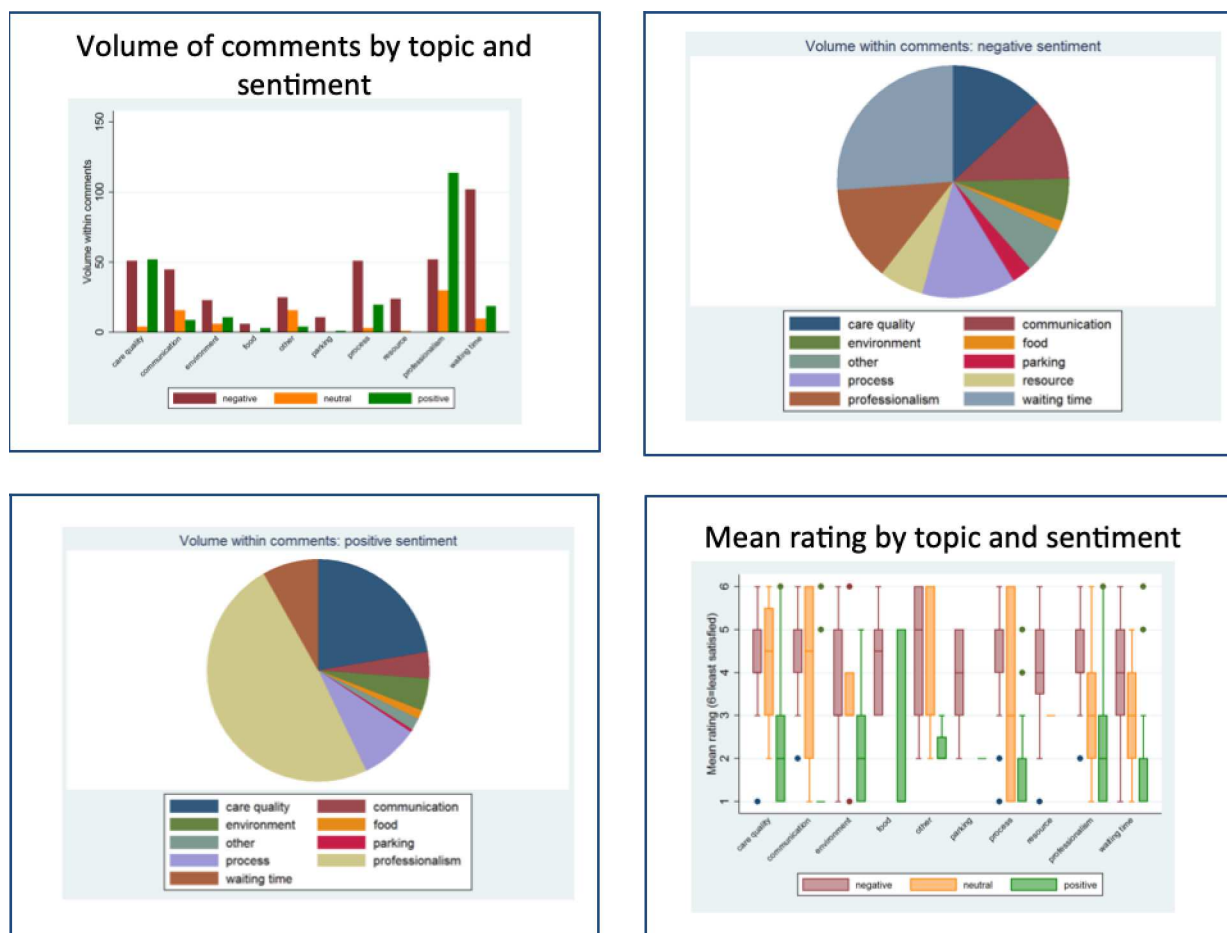 Volume of comments by topic and
sentiment
Volume within comments
150
100
50
0
care quality
communication
environment
food
other
parking
process
resource
professionalism
waiting time
negative neutral positive
Volume within comments: negative sentiment
care quality communication
environment food
other parking
process resource
professionalism waiting time
Volume within comments: positive sentiment
care quality communication
environment food
other parking
process professionalism
waiting time
Mean rating by topic and sentiment
Mean rating (6=least satisfied)
6
5
4
3
2
1
care quality
communication
environment
food
other
parking
process
resource
professionalism
waiting time
negative neutral positive